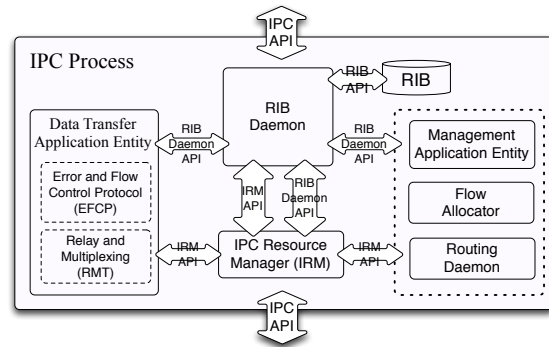 IPC
API
IPC Process
RIB
Daemon
RIB
API
RIB
Data Transfer
Application Entity
Error and Flow
Control Protocol
(EFCP)
Relay and
Multiplexing
(RMT)
RIB
Daemon
API
RIB
Daemon
API
Management
Application Entity
Flow
Allocator
Routing
Daemon
IRM
API
RIB
Daemon
API
IRM
API
IPC Resource
Manager (IRM)
IRM
API
IPC
API